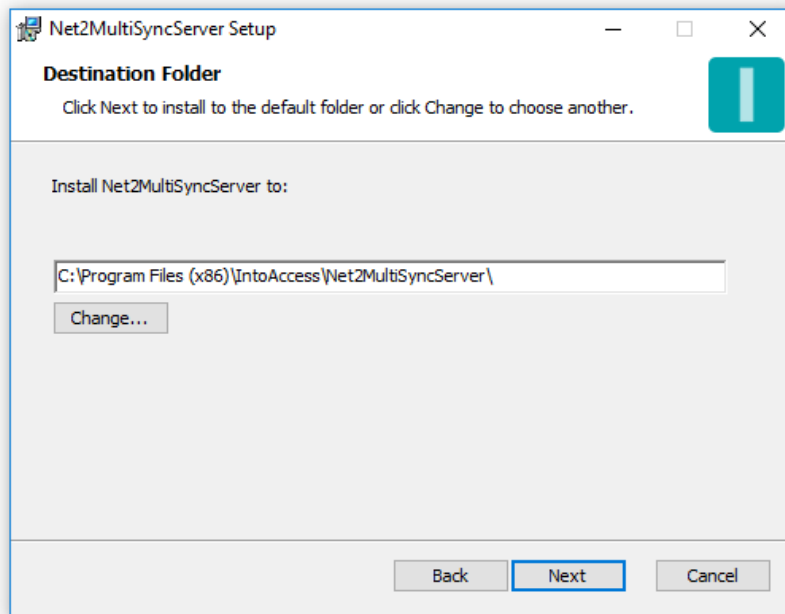 Net2MultiSyncServer Setup
Destination Folder
Click Next to install to the default folder or click Change to choose another.
Install Net2MultiSyncServer to:
C:\Program Files (x86)\IntoAccess\Net2MultiSyncServer\
Change...
Back Next Cancel